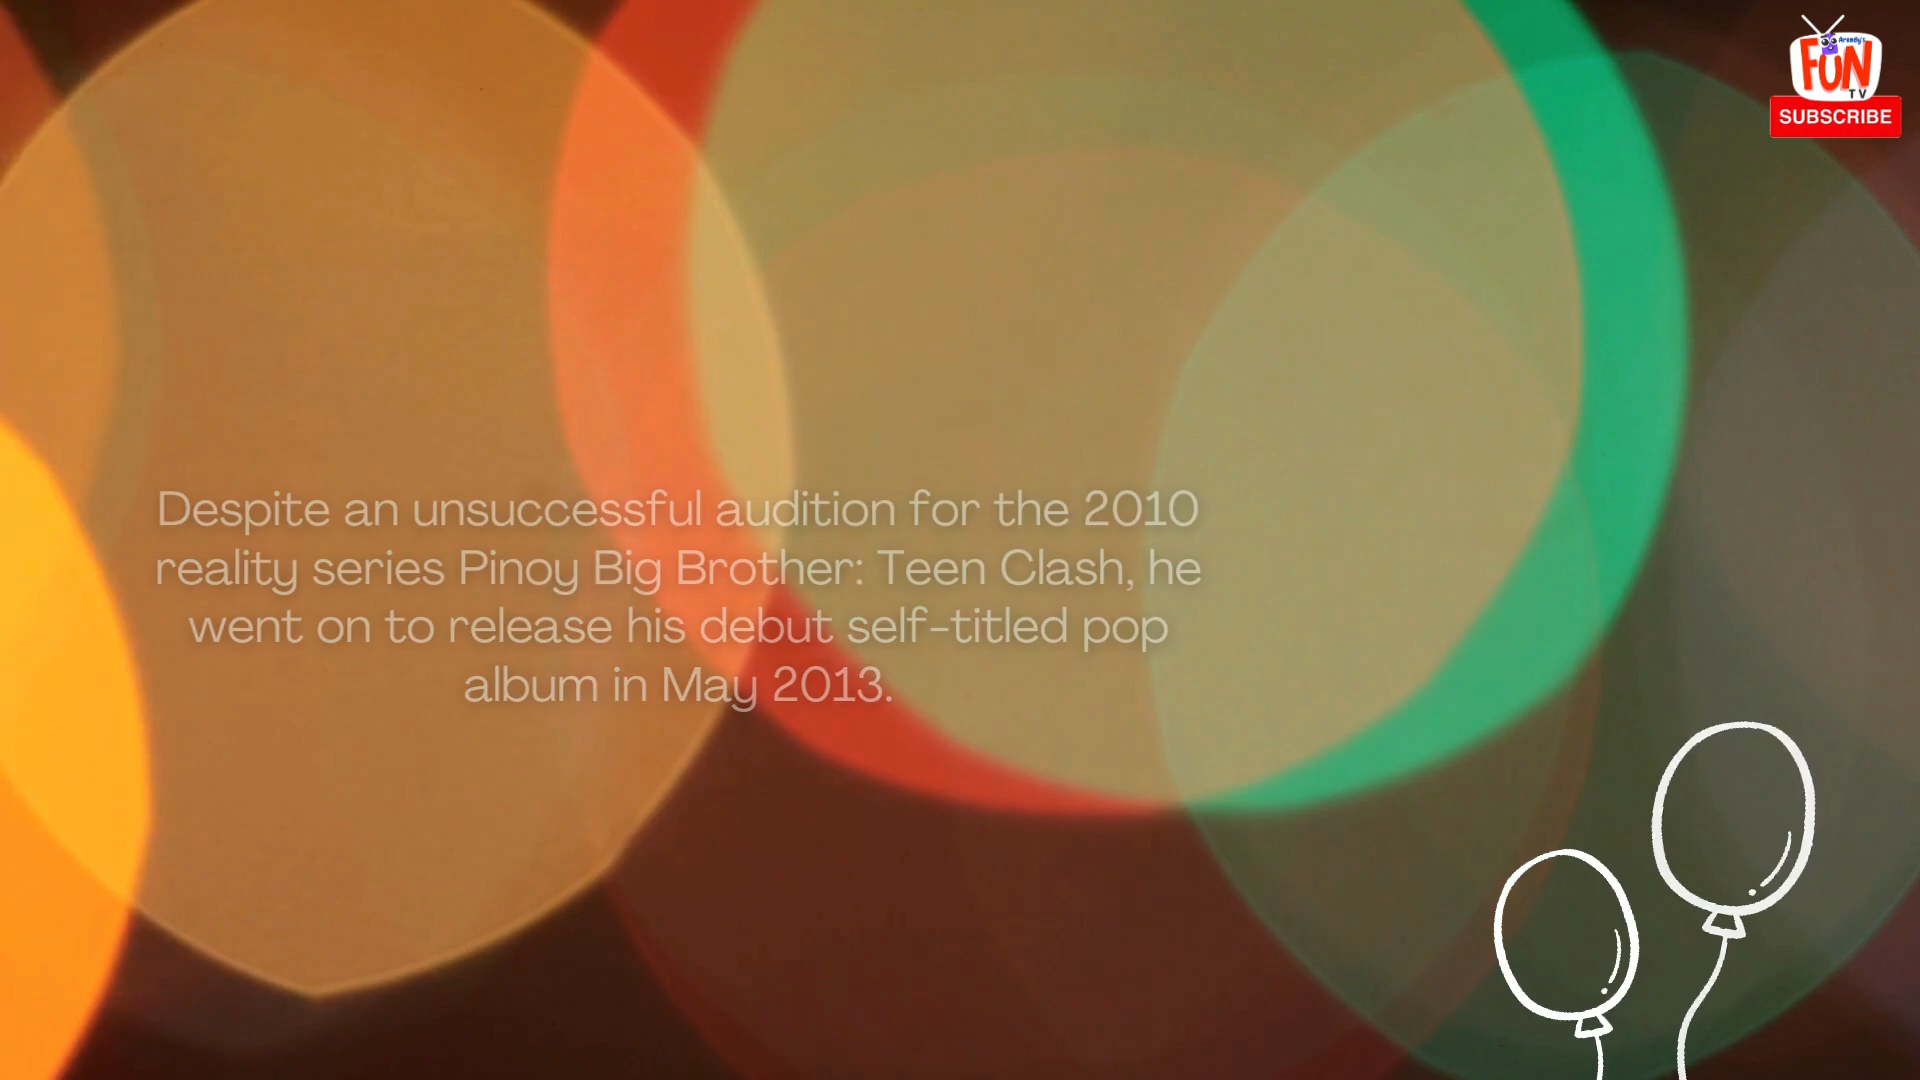 Arandy's
FUN
TV
SUBSCRIBE
Despite an unsuccessful audition for the 2010
reality series Pinoy Big Brother: Teen Clash, he
went on to release his debut self-titled pop
album in May 2013.